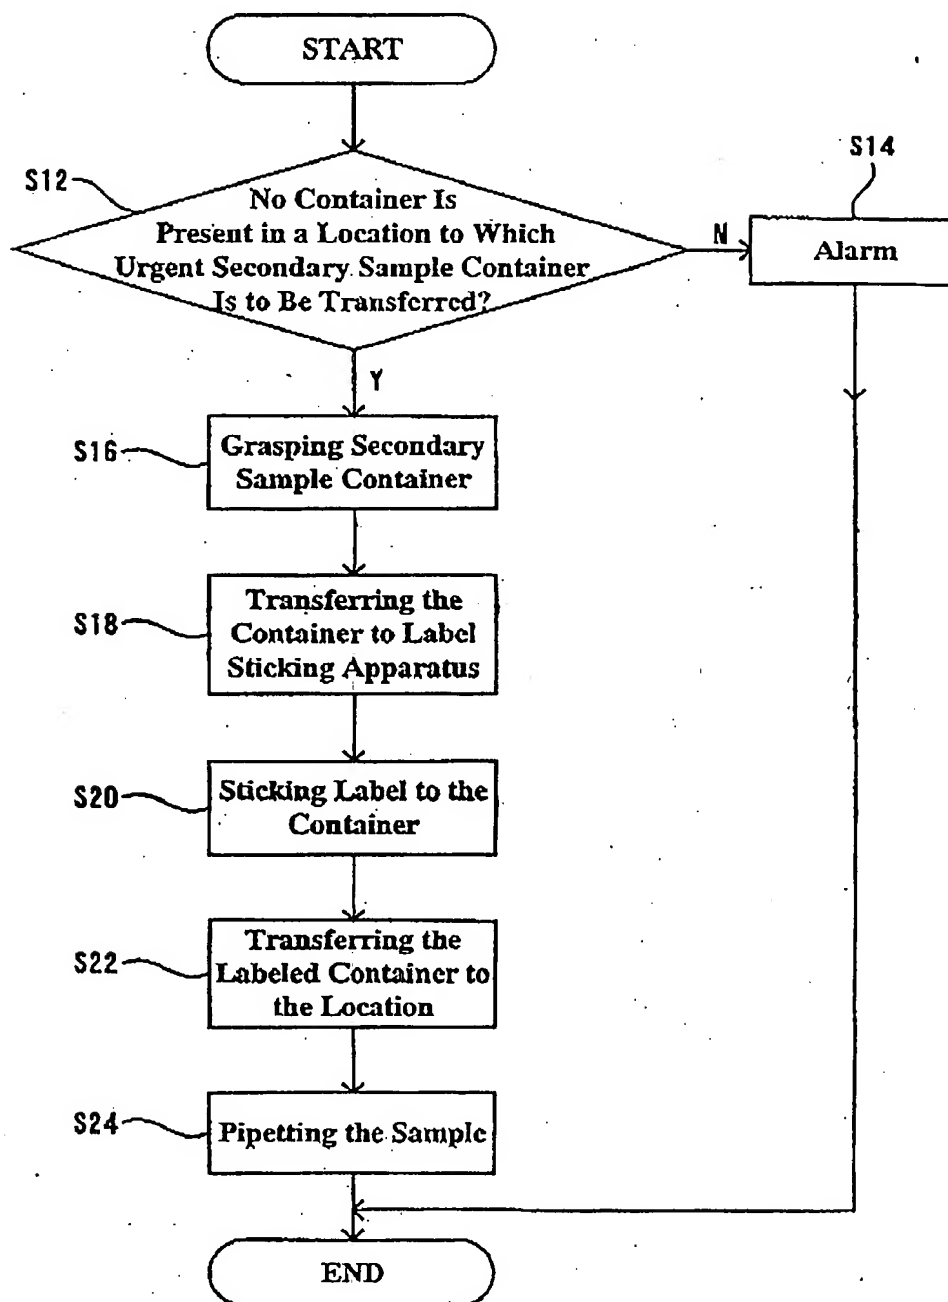 START
S12
No Container Is
Present in a Location to Which
Urgent Secondary Sample Container
Is to Be Transferred?
N
S14
Alarm
Y
S16
Grasping Secondary
Sample Container
S18
Transferring the
Container to Label
Sticking Apparatus
S20
Sticking Label to the
Container
S22
Transferring the
Labeled Container to
the Location
S24
Pipetting the Sample
END